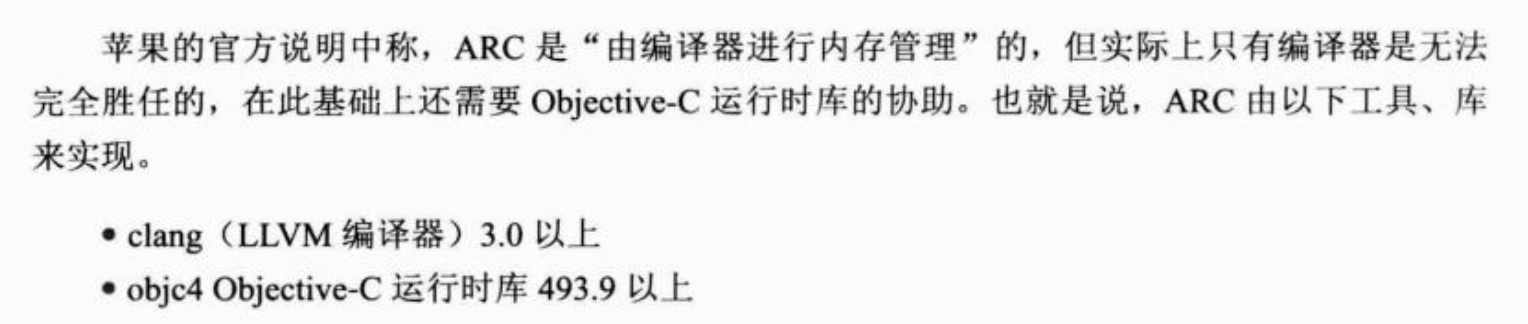 苹果的官方说明中称，ARC 是“由编译器进行内存管理”的，但实际上只有编译器是无法
完全胜任的，在此基础上还需要 Objective-C 运行时库的协助。也就是说，ARC 由以下工具、库
来实现。
• clang（LLVM 编译器）3.0 以上
• objc4 Objective-C 运行时库 493.9 以上